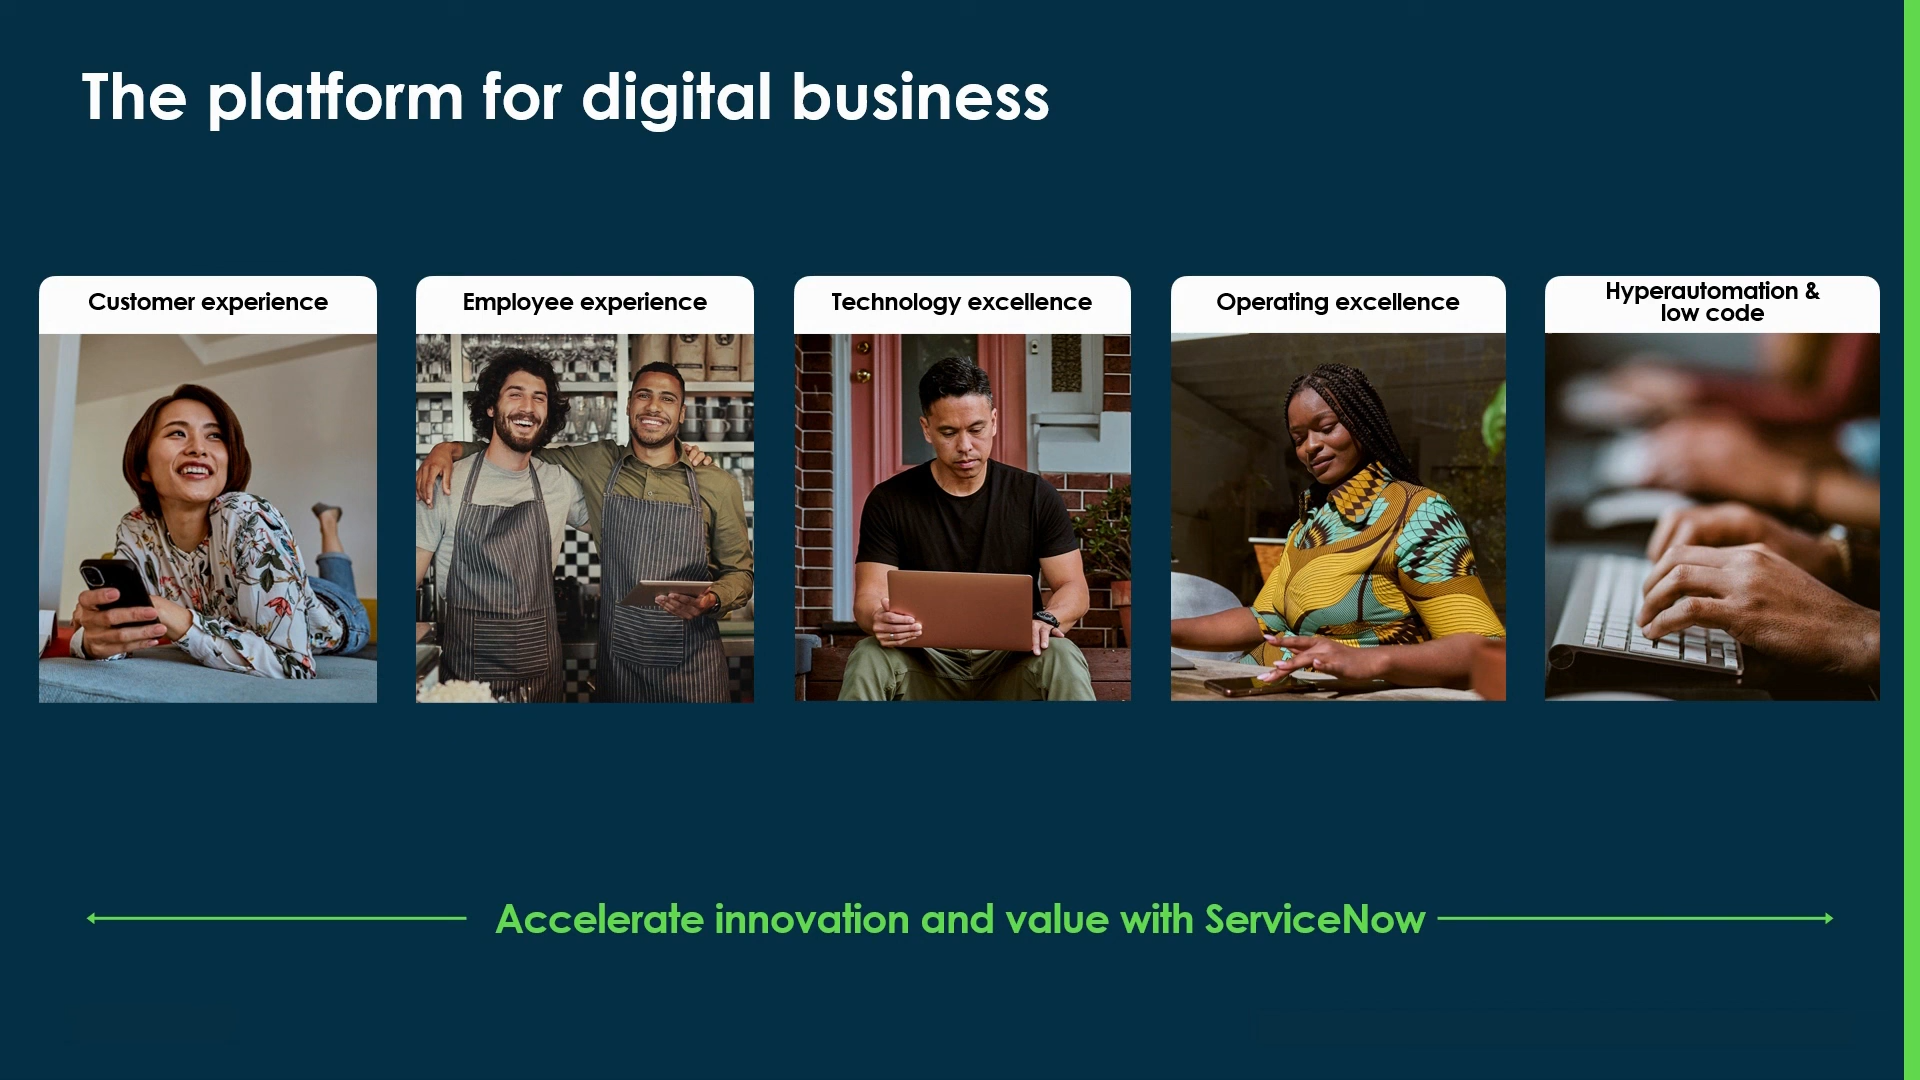 The platform for digital business
Customer experience
Employee experience
Technology excellence
Operating excellence
Hyperautomation &
low code
Accelerate innovation and value with ServiceNow